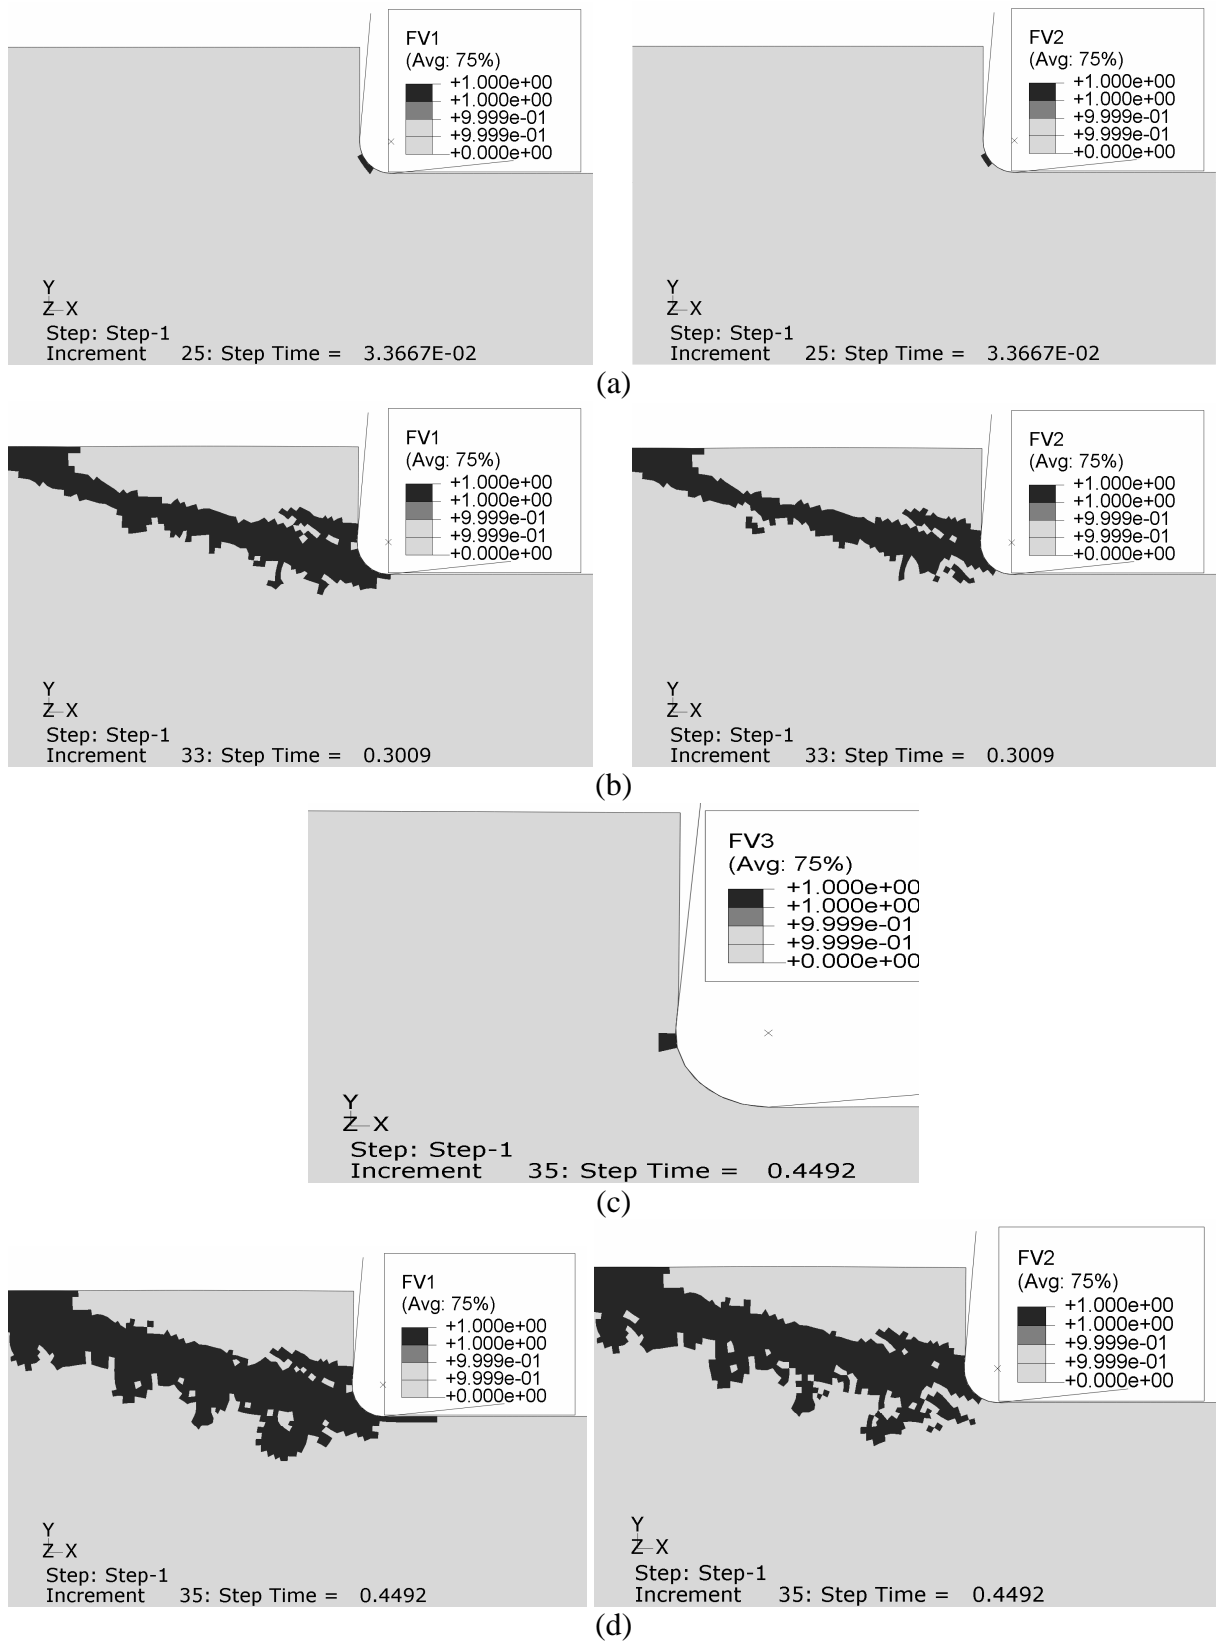 FV1
(Avg: 75%)
+1.000e+00
+1.000e+00
+9.999e-01
+9.999e-01
+0.000e+00
Y
Z X
Step: Step-1
Increment 25: Step Time = 3.3667E-02
FV2
(Avg: 75%)
+1.000e+00
+1.000e+00
+9.999e-01
+9.999e-01
+0.000e+00
Y
Z X
Step: Step-1
Increment 25: Step Time = 3.3667E-02
(a)
FV1
(Avg: 75%)
+1.000e+00
+1.000e+00
+9.999e-01
+9.999e-01
+0.000e+00
Y
Z X
Step: Step-1
Increment 33: Step Time = 0.3009
FV2
(Avg: 75%)
+1.000e+00
+1.000e+00
+9.999e-01
+9.999e-01
+0.000e+00
Y
Z X
Step: Step-1
Increment 33: Step Time = 0.3009
(b)
FV3
(Avg: 75%)
+1.000e+00
+1.000e+00
+9.999e-01
+9.999e-01
+0.000e+00
Y
Z X
Step: Step-1
Increment 35: Step Time = 0.4492
(c)
FV1
(Avg: 75%)
+1.000e+00
+1.000e+00
+9.999e-01
+9.999e-01
+0.000e+00
Y
Z X
Step: Step-1
Increment 35: Step Time = 0.4492
FV2
(Avg: 75%)
+1.000e+00
+1.000e+00
+9.999e-01
+9.999e-01
+0.000e+00
Y
Z X
Step: Step-1
Increment 35: Step Time = 0.4492
(d)